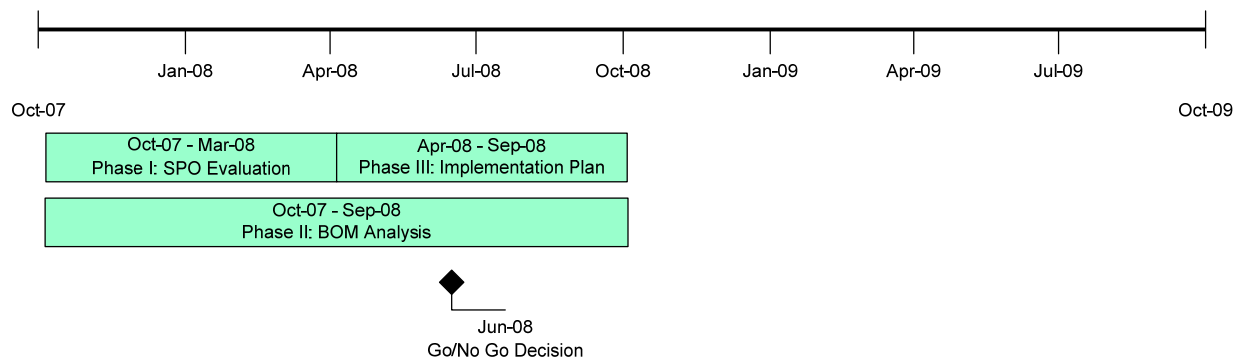 Jan-08
Apr-08
Jul-08
Oct-08
Jan-09
Apr-09
Jul-09
Oct-07
Oct-09
Oct-07 - Mar-08
Phase I: SPO Evaluation
Apr-08 - Sep-08
Phase III: Implementation Plan
Oct-07 - Sep-08
Phase II: BOM Analysis
Jun-08
Go/No Go Decision